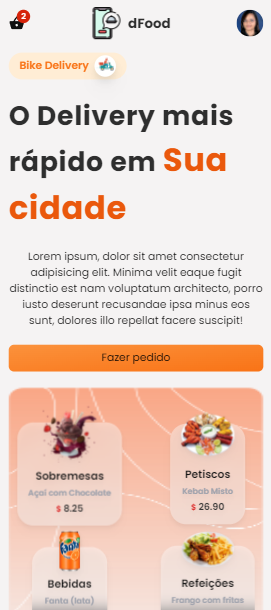 2
dFood
Bike Delivery
O Delivery mais
rápido em Sua
cidade
Lorem ipsum, dolor sit amet consectetur
adipisicing elit. Minima velit eaque fugit
distinctio est nam voluptatum architecto, porro
iusto deserunt recusandae ipsa minus eos
sunt, dolores illo repellat facere suscipit!
Fazer pedido
Sobremesas
Açaí com Chocolate
$ 8.25
Petiscos
Kebab Misto
$ 26.90
Fanta
Bebidas
Fanta (lata)
Refeições
Frango com fritas